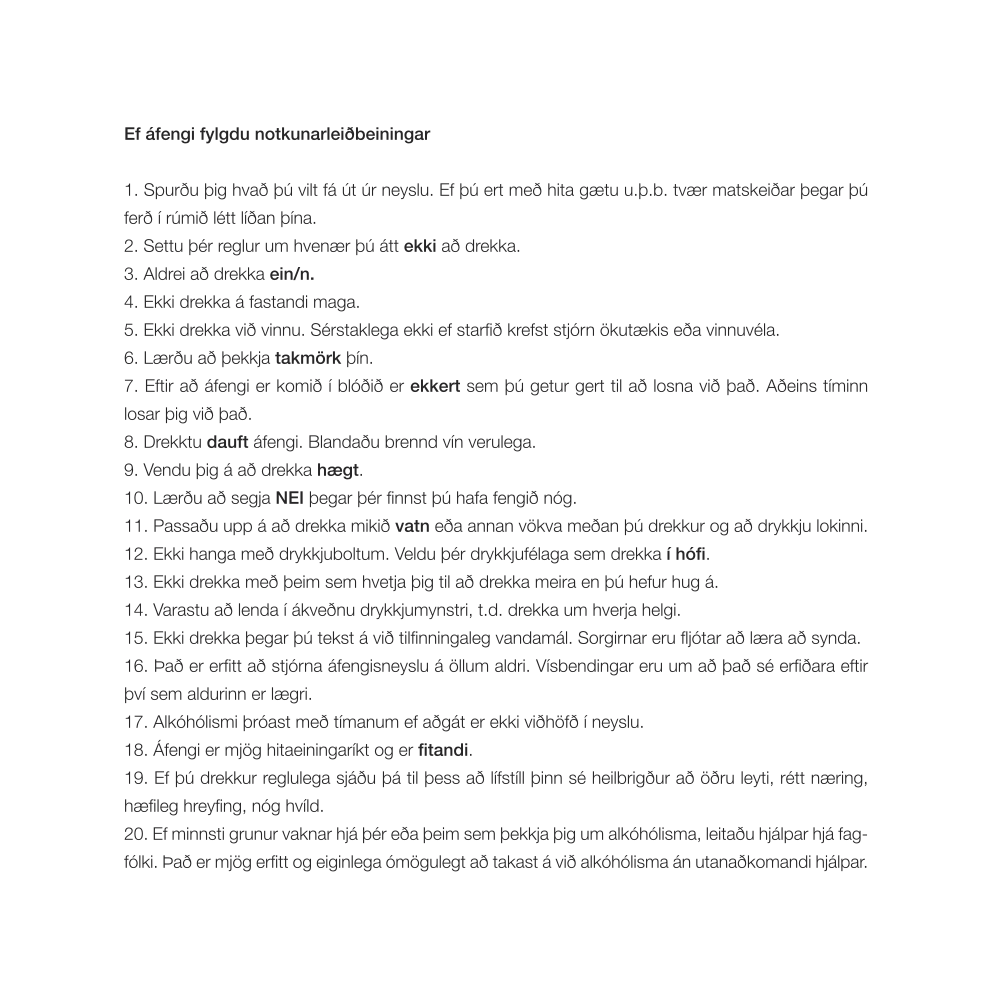 Ef áfengi fylgdu notkunarleiðbeiningar
1. Spurðu þig hvað þú vilt fá út úr neyslu. Ef þú ert með hita gætu u.þ.b. tvær matskeiðar þegar þú
ferð í rúmið létt líðan þína.
2. Settu þér reglur um hvenær þú átt ekki að drekka.
3. Aldrei að drekka ein/n.
4. Ekki drekka á fastandi maga.
5. Ekki drekka við vinnu. Sérstaklega ekki ef starfið krefst stjórn ökutækis eða vinnuvéla.
6. Lærðu að þekkja takmörk þín.
7. Eftir að áfengi er komið í blóðið er ekkert sem þú getur gert til að losna við það. Aðeins tíminn
losar þig við það.
8. Drekktu dauft áfengi. Blandaðu brennd vín verulega.
9. Vendu þig á að drekka hægt.
10. Lærðu að segja NEI þegar þér finnst þú hafa fengið nóg.
11. Passaðu upp á að drekka mikið vatn eða annan vökva meðan þú drekkur og að drykkju lokinni.
12. Ekki hanga með drykkjuboltum. Veldu þér drykkjufélaga sem drekka í hófi.
13. Ekki drekka með þeim sem hvetja þig til að drekka meira en þú hefur hug á.
14. Varastu að lenda í ákveðnu drykkjumynstri, t.d. drekka um hverja helgi.
15. Ekki drekka þegar þú tekst á við tilfinningaleg vandamál. Sorgirnar eru fljótar að læra að synda.
16. Það er erfitt að stjórna áfengisneyslu á öllum aldri. Vísbendingar eru um að það sé erfiðara eftir
því sem aldurinn er lægri.
17. Alkóhólismi þróast með tímanum ef aðgát er ekki viðhöfð í neyslu.
18. Áfengi er mjög hitaeiningaríkt og er fitandi.
19. Ef þú drekkur reglulega sjáðu þá til þess að lífstíll þinn sé heilbrigður að öðru leyti, rétt næring,
hæfileg hreyfing, nóg hvíld.
20. Ef minnsti grunur vaknar hjá þér eða þeim sem þekkja þig um alkóhólisma, leitaðu hjálpar hjá fag-
fólki. Það er mjög erfitt og eiginlega ómögulegt að takast á við alkóhólisma án utanaðkomandi hjálpar.